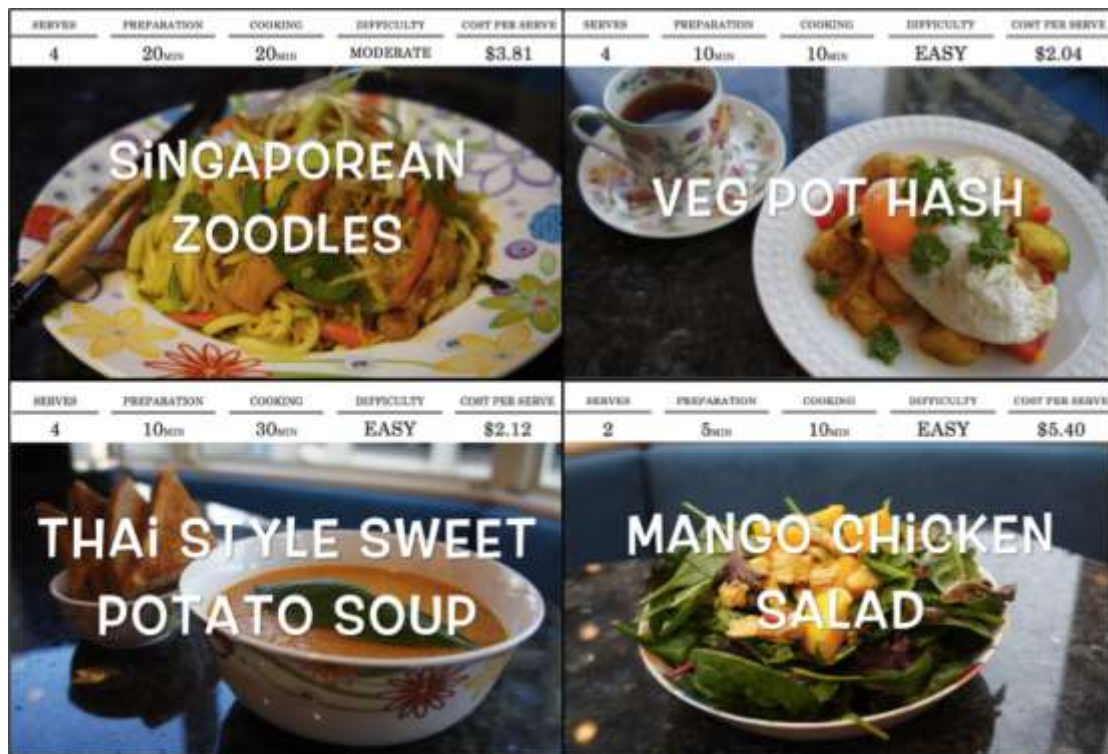 SERVES PREPARATION COOKING DIFFICULTY COST PER SERVE
4 20MIN 20MIN MODERATE $3.81
SiNGAPOREAN
ZOODLES
SERVES PREPARATION COOKING DIFFICULTY COST PER SERVE
4 10MIN 10MIN EASY $2.04
VEG POT HASH
SERVES PREPARATION COOKING DIFFICULTY COST PER SERVE
4 10MIN 30MIN EASY $2.12
THAi STYLE SWEET
POTATO SOUP
SERVES PREPARATION COOKING DIFFICULTY COST PER SERVE
2 5MIN 10MIN EASY $5.40
MANGO CHiCKEN
SALAD